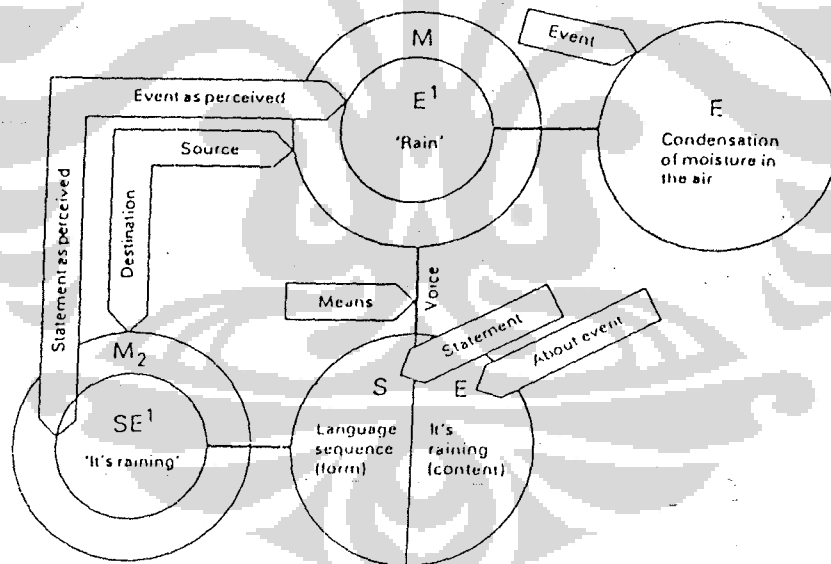 M
Event
Event as perceived
E¹
E
'Rain'
Condensation
of moisture in
the air
Source
Destination
Statement as perceived
Means
Voice
Statement
About event
M₂
S
E
SE¹
Language
sequence
(form)
It's
raining
(content)
'It's raining'